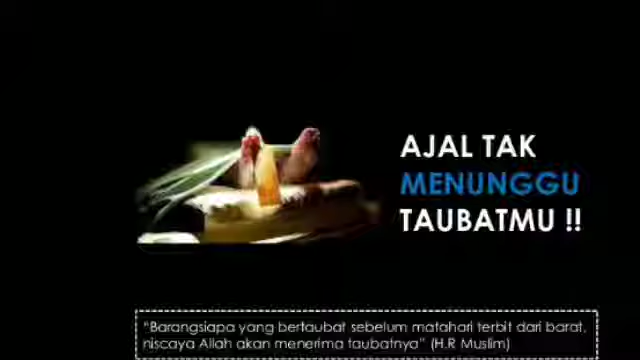 AJAL TAK
MENUNGGU
TAUBATMU !!
"Barangsiapa yang bertaubat sebelum matahari terbit dari barat,
niscaya Allah akan menerima taubatnya" (H.R Muslim)